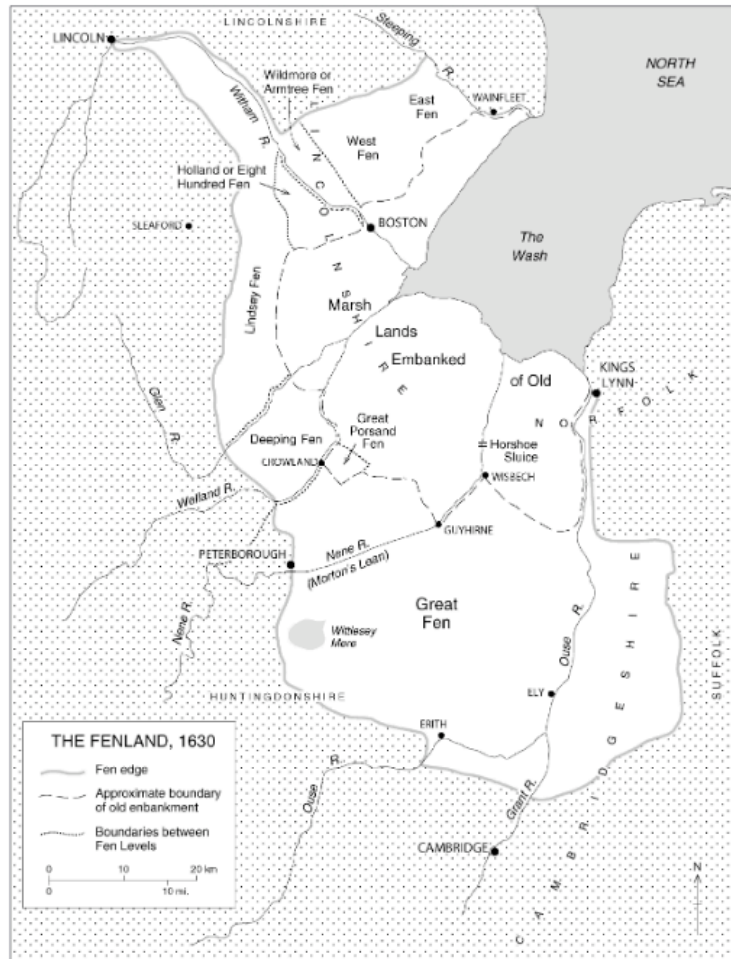 LINCOLNSHIRE
LINCOLN
Steeping
R.
NORTH
SEA
Wildmore or
Armtree Fen
East
Fen
WAINFLEET
Witham R.
West
Fen
Holland or Eight
Hundred Fen
LINCOLNSHIRE
SLEAFORD
BOSTON
The
Wash
Lindsey Fen
Marsh
Lands
Embanked
of Old
KINGS
LYNN
NORFOLK
Glen R.
Great
Porsand
Fen
Deeping Fen
Horshoe
Sluice
CROWLAND
WISBECH
Welland R.
GUYHIRNE
PETERBOROUGH
Nene R.
(Morton's Lean)
Nene R.
Great
Fen
Wittlesey
Mere
Ouse R.
CAMBRIDGESHIRE
SUFFOLK
HUNTINGDONSHIRE
ELY
ERITH
THE FENLAND, 1630
Fen edge
Approximate boundary
of old enbankment
Boundaries between
Fen Levels
0 10 20 km
0 10 mi.
Ouse R.
Grant R.
CAMBRIDGE
N